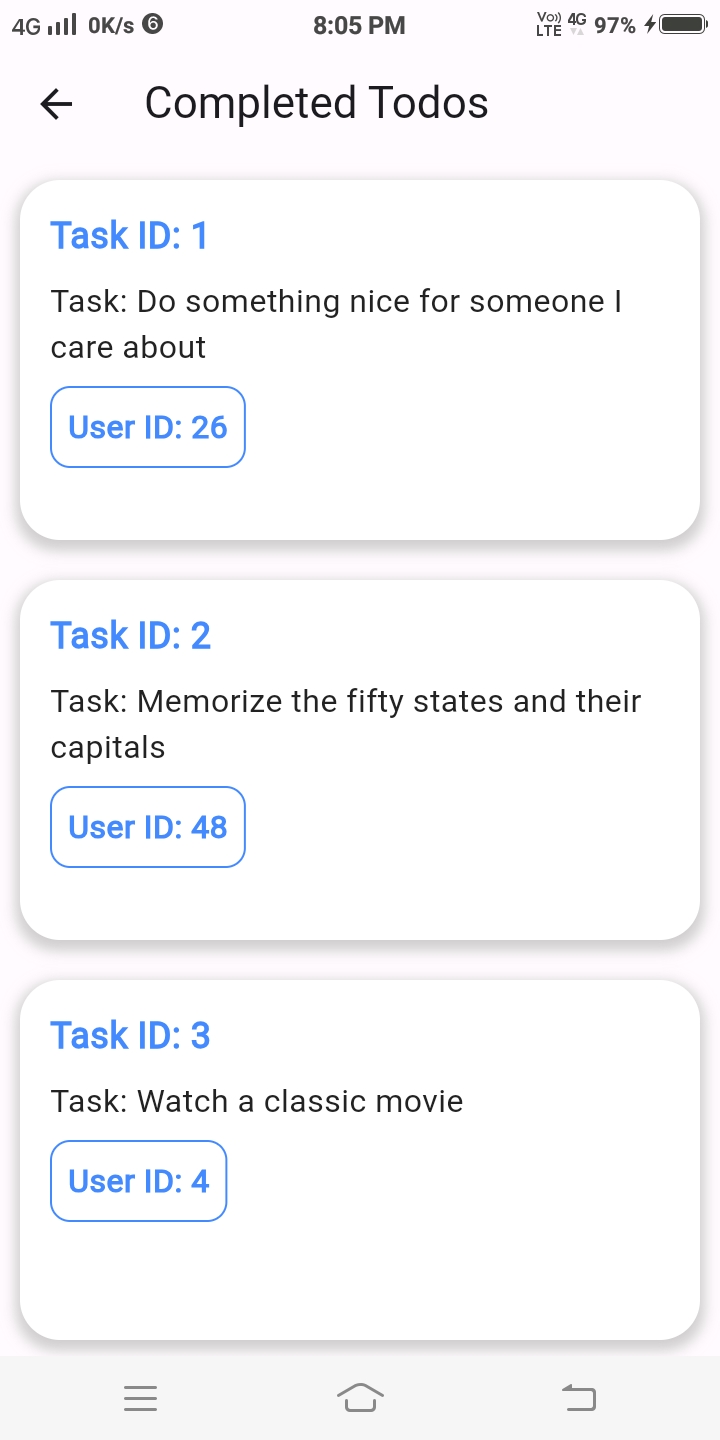 4G 0K/s 6 8:05 PM Vo)) LTE 4G 97%
Completed Todos
Task ID: 1
Task: Do something nice for someone I
care about
User ID: 26
Task ID: 2
Task: Memorize the fifty states and their
capitals
User ID: 48
Task ID: 3
Task: Watch a classic movie
User ID: 4